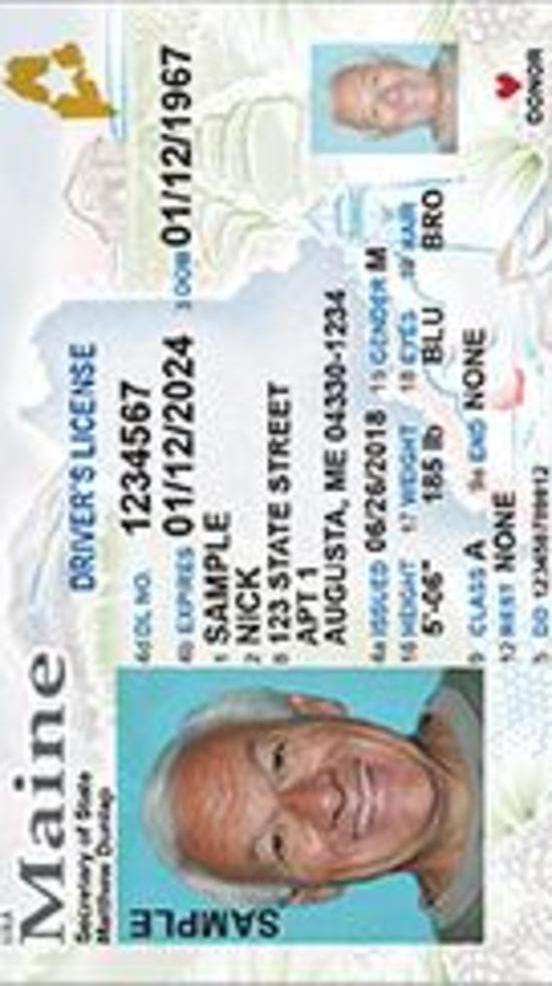 USA
Maine
Secretary of State
Matthew Dunlap
DRIVER'S LICENSE
4d DL NO. 1234567
4b EXPIRES 01/12/2024 3 DOB 01/12/1967
1 SAMPLE
2 NICK
8 123 STATE STREET
APT 1
AUGUSTA, ME 04330-1234
4a ISSUED 06/26/2018 15 GENDER M
16 HEIGHT 17 WEIGHT 18 EYES 19 HAIR
5'-06" 185 lb BLU BRO
9 CLASS A 9a END NONE
12 REST NONE
5 DD
DONOR
SAMPLE